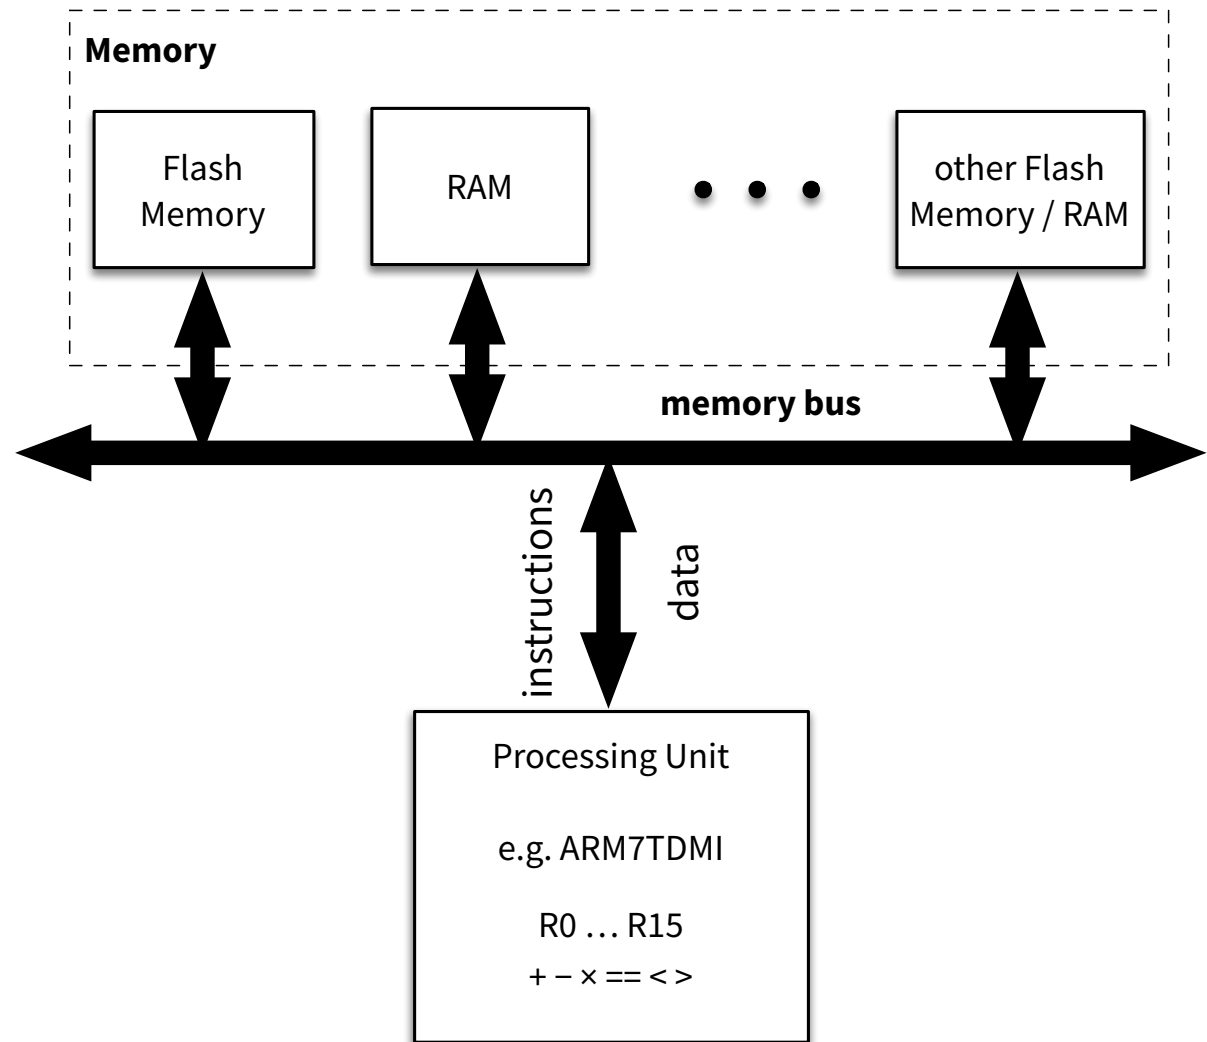 Memory
Flash
Memory
RAM
• • •
other Flash
Memory / RAM
memory bus
instructions
data
Processing Unit
e.g. ARM7TDMI
R0 … R15
+ − × == < >